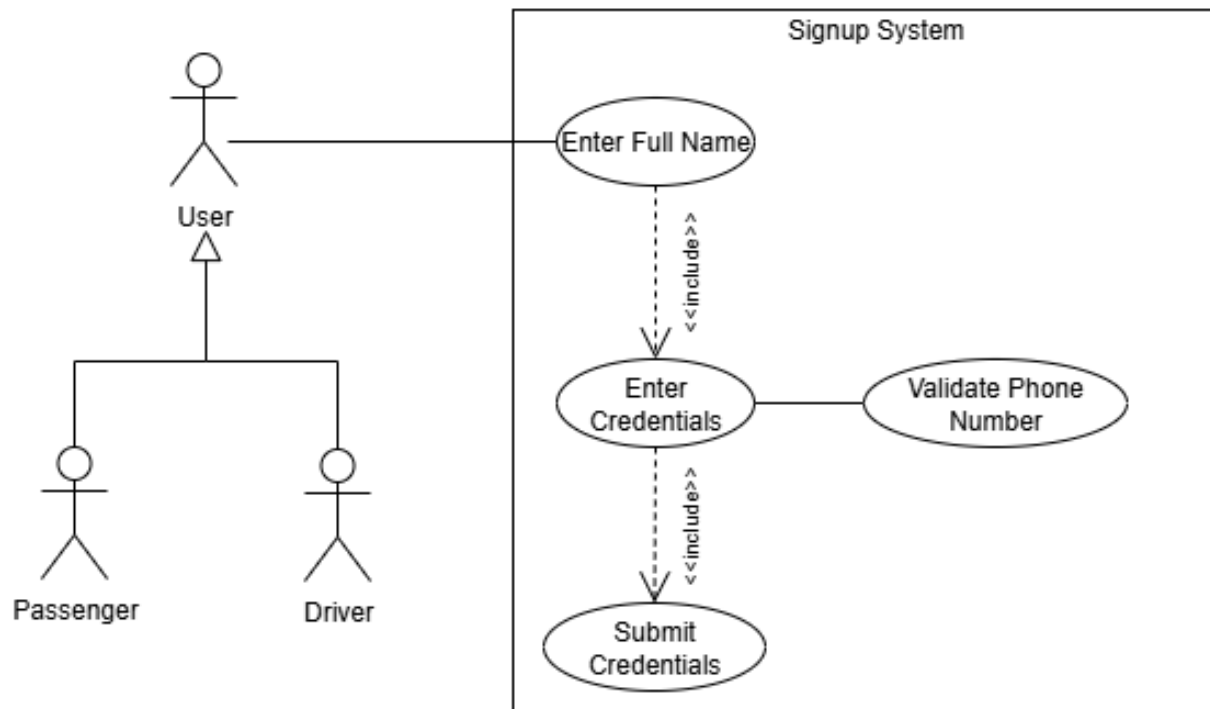 Signup System
Enter Full Name
User
<<include>>
Enter
Credentials
Validate Phone
Number
<<include>>
Passenger
Driver
Submit
Credentials